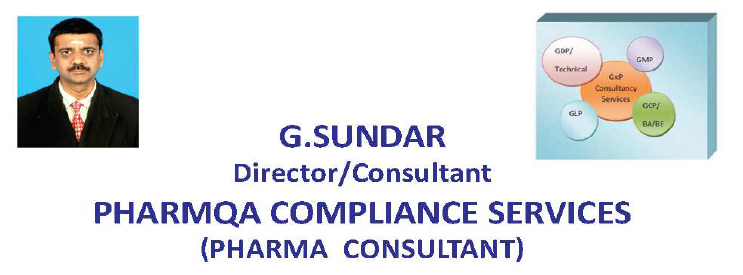 GDP/
Technical
GMP
GxP
Consultancy
Services
GLP
GCP/
BA/BE
G.SUNDAR
Director/Consultant
PHARMQA COMPLIANCE SERVICES
(PHARMA CONSULTANT)